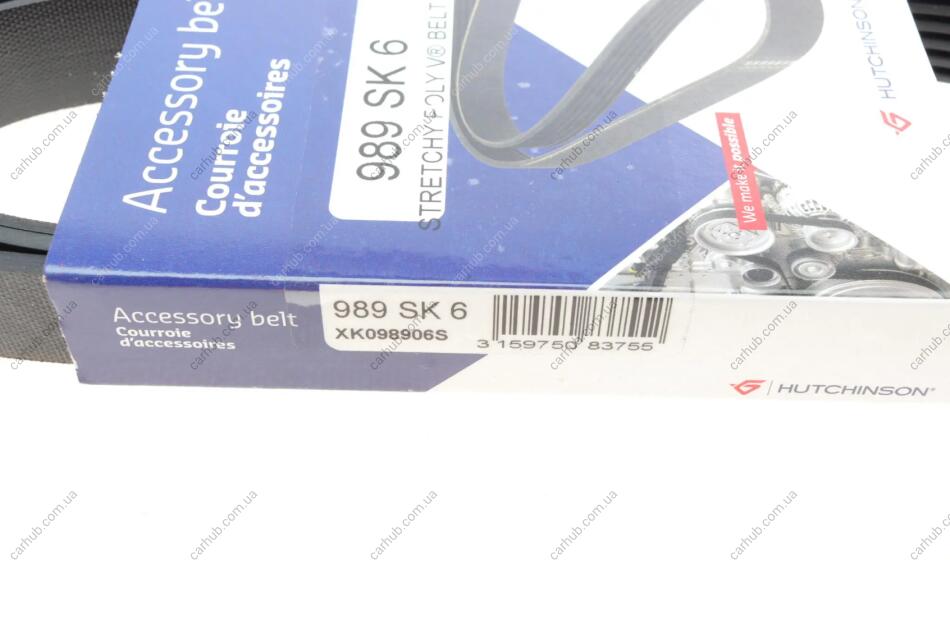 Accessory be
Courroie
d'accessoires
989 SK 6
STRETCHY POLY V® BELT
We make it possible
HUTCHINSON
Accessory belt
Courroie
d'accessoires
989 SK 6
XK098906S
3 159750 83755
HUTCHINSON®
carhub.com.ua